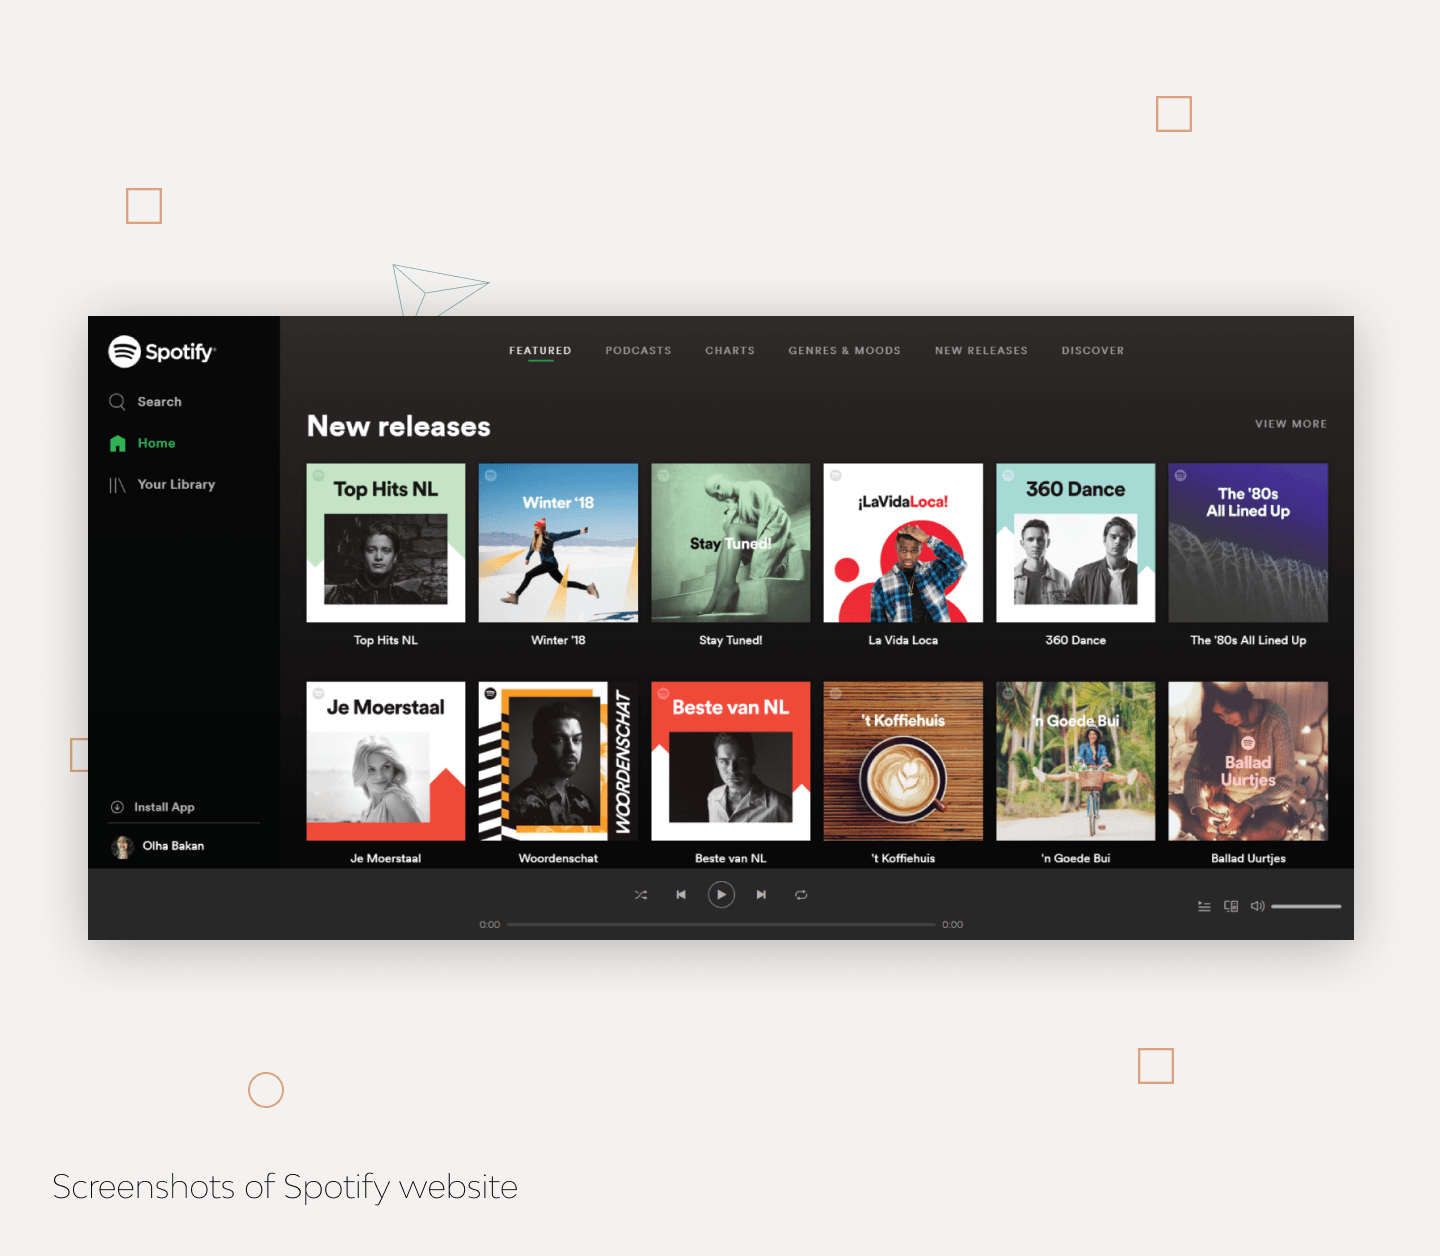 Spotify
Search
Home
Your Library
Install App
Olha Bakan
FEATURED PODCASTS CHARTS GENRES & MOODS NEW RELEASES DISCOVER
New releases
VIEW MORE
Top Hits NL
Winter ‘18
Stay Tuned!
¡LaVidaLoca!
360 Dance
The '80s
All Lined Up
Top Hits NL
Winter '18
Stay Tuned!
La Vida Loca
360 Dance
The '80s All Lined Up
Je Moerstaal
WOORDENSCHAT
Beste van NL
't Koffiehuis
'n Goede Bui
Ballad
Uurtjes
Je Moerstaal
Woordenschat
Beste van NL
't Koffiehuis
'n Goede Bui
Ballad Uurtjes
0:00
0:00
Screenshots of Spotify website